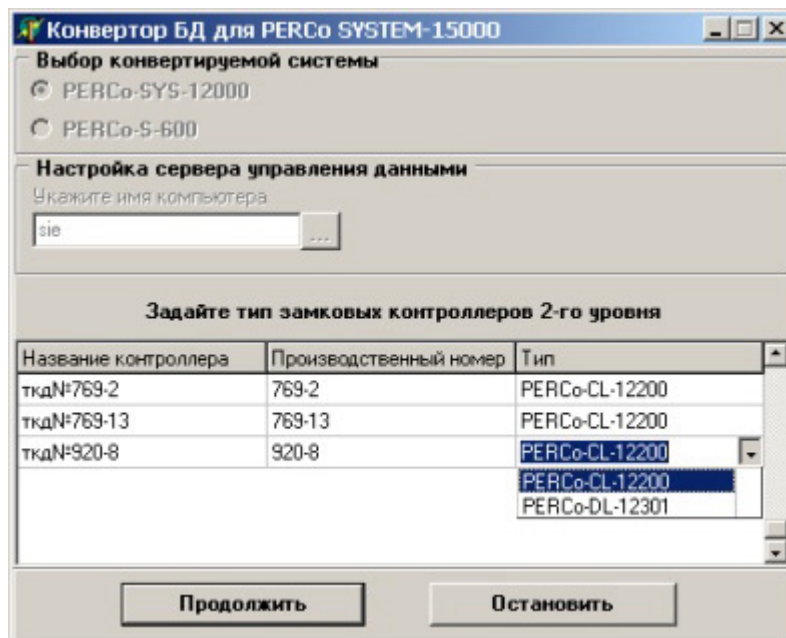 Конвертор БД для PERCo SYSTEM-15000
Выбор конвертируемой системы
PERCo-SYS-12000
PERCo-S-600
Настройка сервера управления данными
Укажите имя компьютера
sie
...
Задайте тип замковых контроллеров 2-го уровня
Название контроллера Производственный номер Тип
ткд№769-2 769-2 PERCo-CL-12200
ткд№769-13 769-13 PERCo-CL-12200
ткд№920-8 920-8 PERCo-CL-12200
PERCo-CL-12200
PERCo-DL-12301
Продолжить Остановить